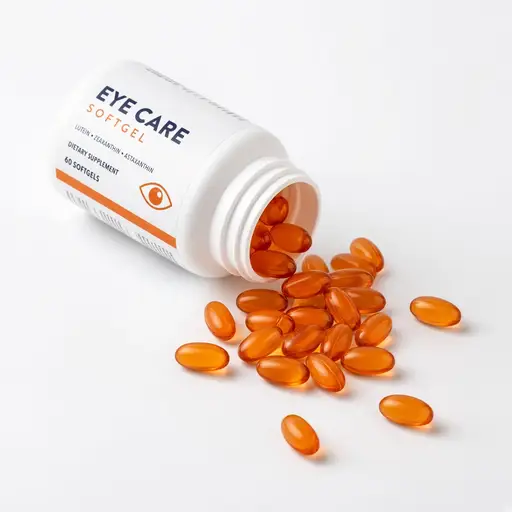 EYE CARE
SOFTGEL
LUTEIN • ZEAXANTHIN • ASTAXANTHIN
DIETARY SUPPLEMENT
60 SOFTGELS